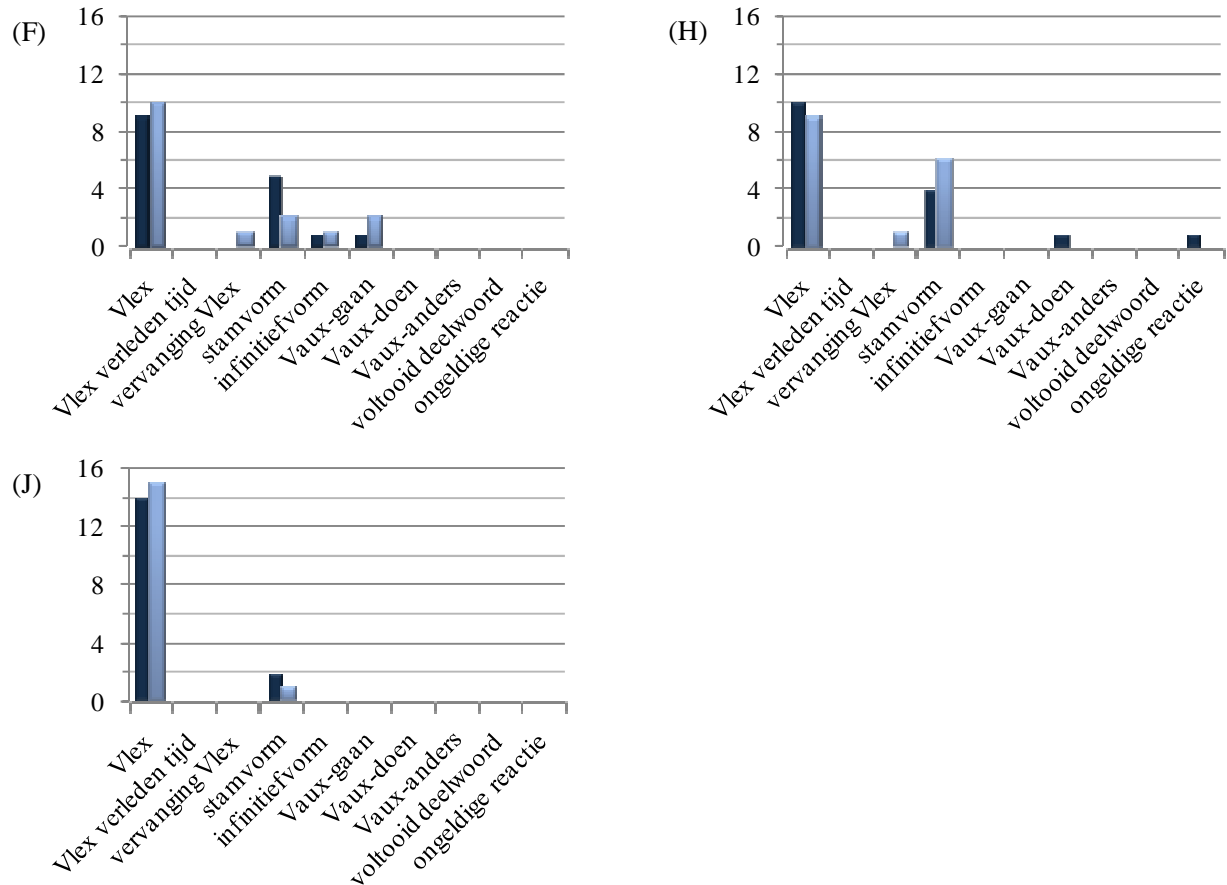 (F)
16
12
8
4
0
Vlex
Vlex verleden tijd
vervanging Vlex
stamvorm
infinitiefvorm
Vaux-gaan
Vaux-doen
Vaux-anders
voltooid deelwoord
ongeldige reactie
(H)
16
12
8
4
0
Vlex
Vlex verleden tijd
vervanging Vlex
stamvorm
infinitiefvorm
Vaux-gaan
Vaux-doen
Vaux-anders
voltooid deelwoord
ongeldige reactie
(J)
16
12
8
4
0
Vlex
Vlex verleden tijd
vervanging Vlex
stamvorm
infinitiefvorm
Vaux-gaan
Vaux-doen
Vaux-anders
voltooid deelwoord
ongeldige reactie